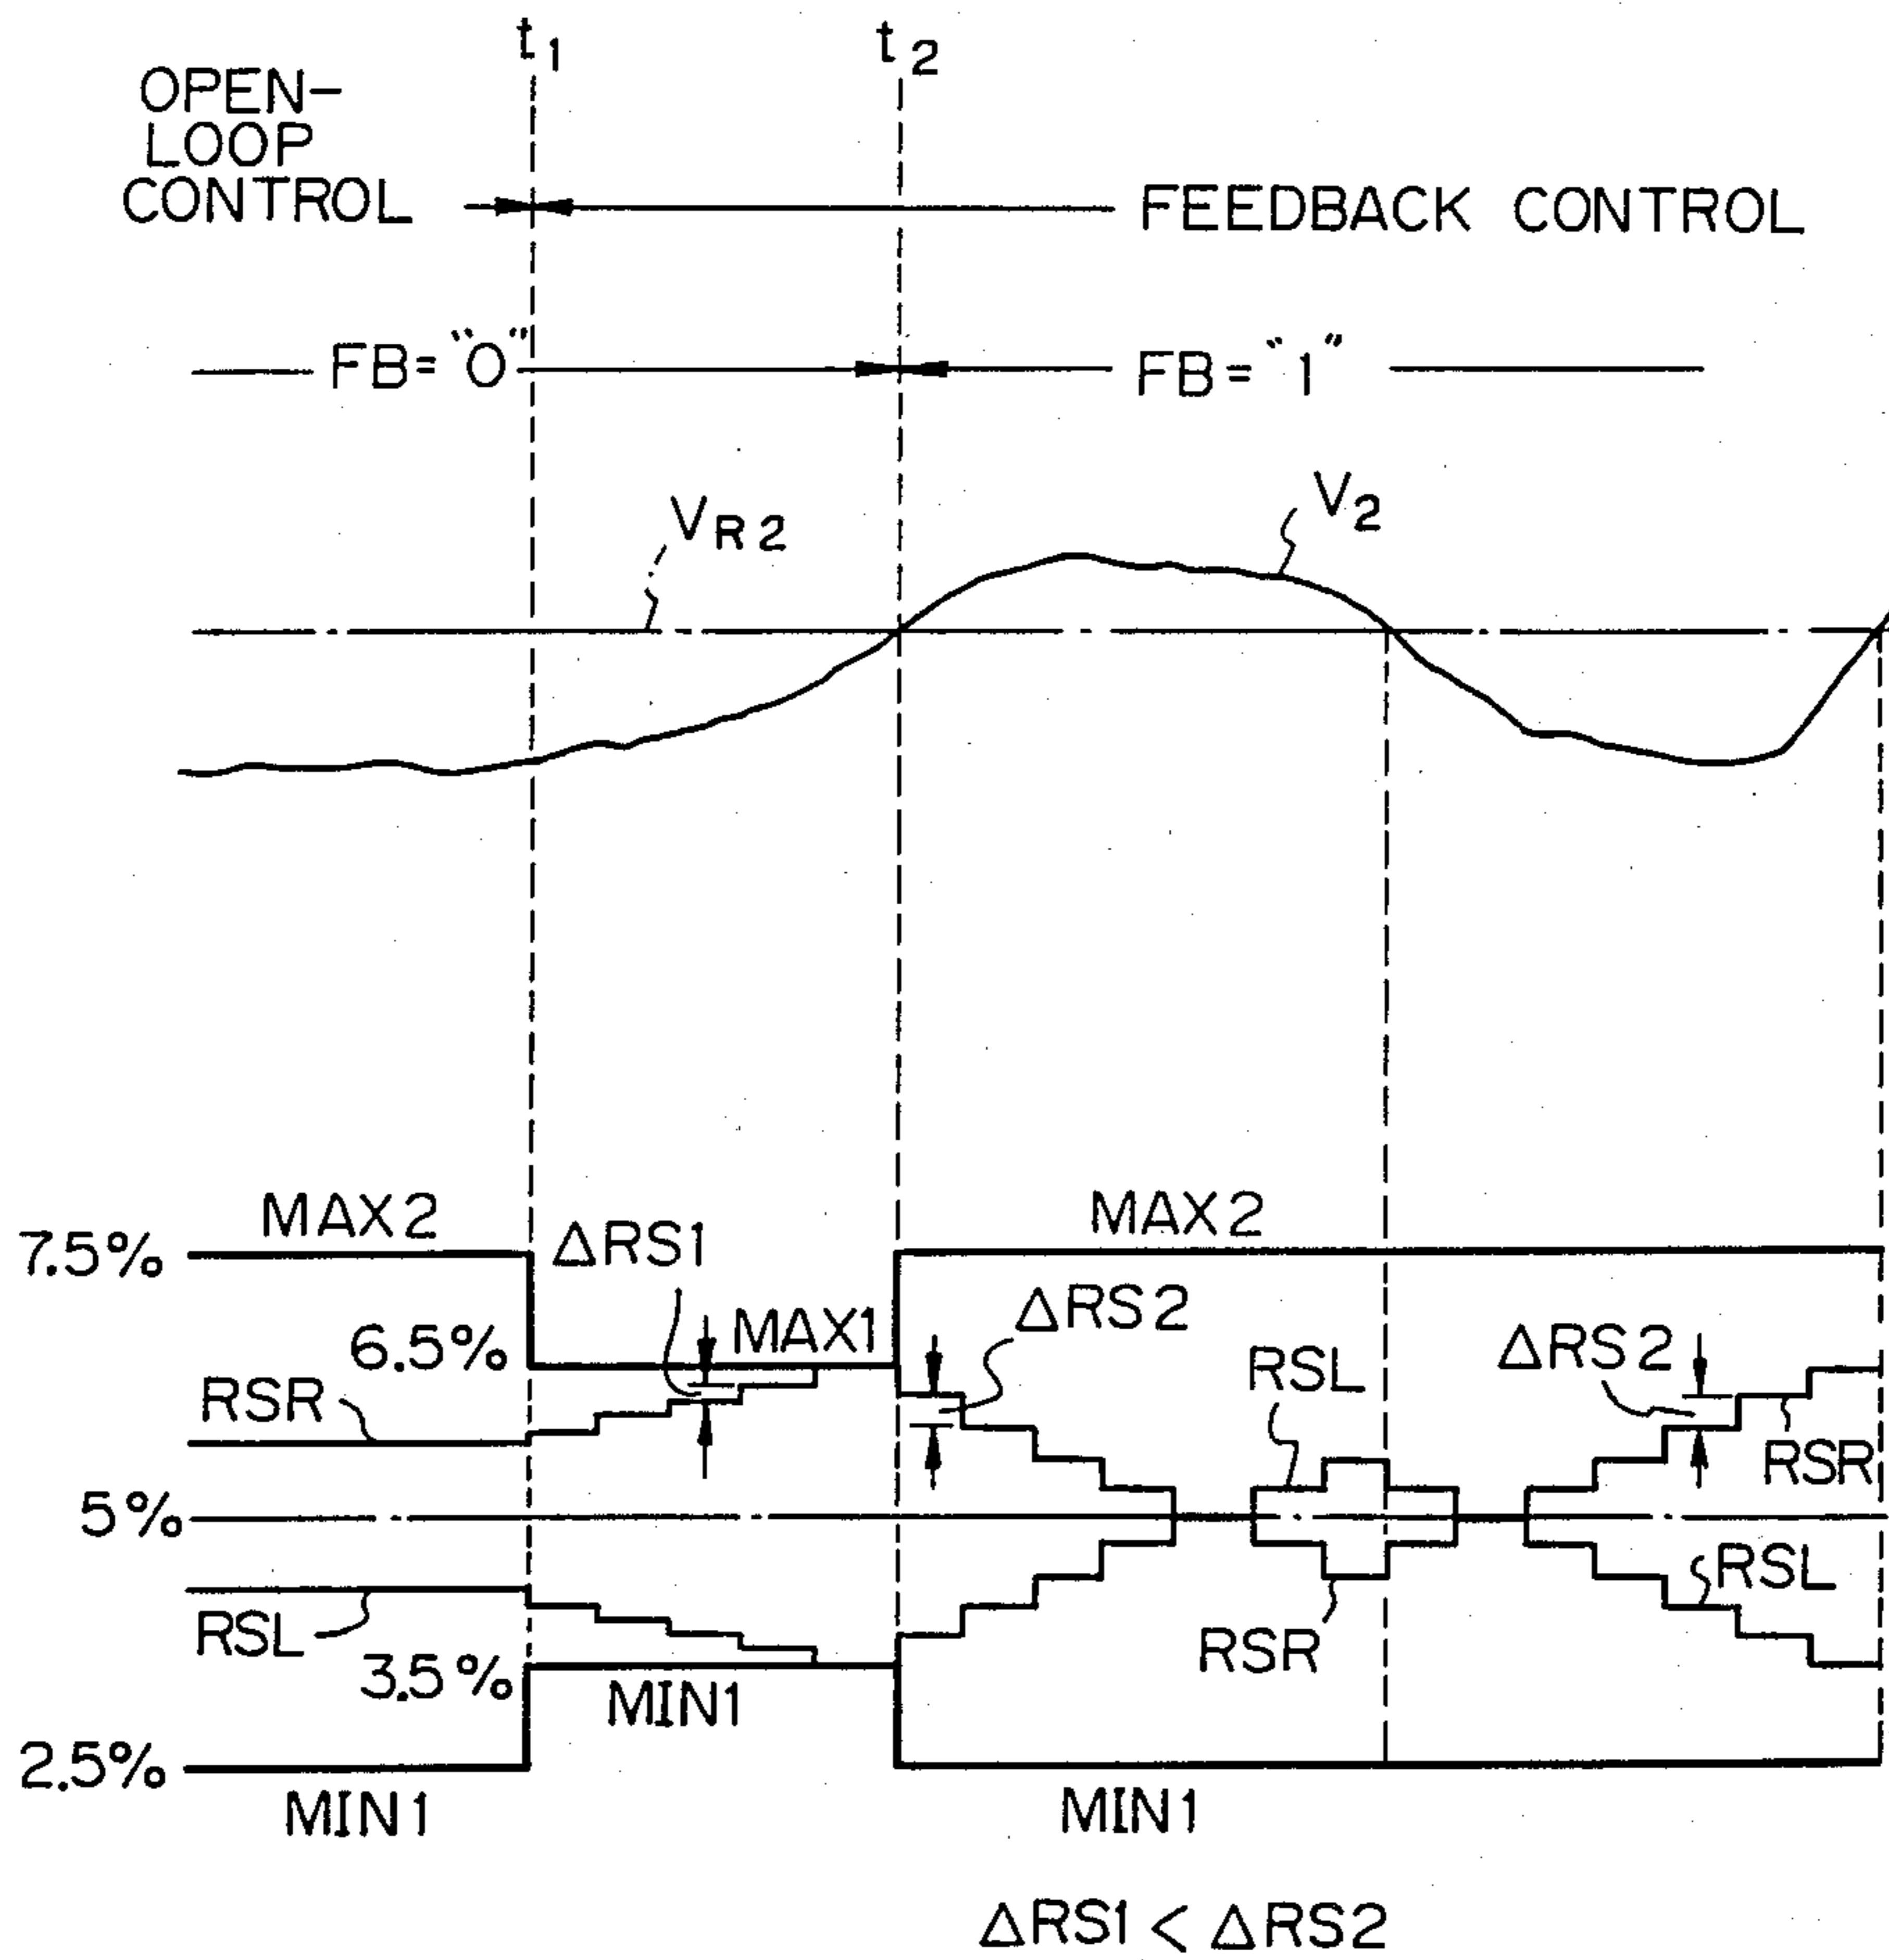 t1
t2
OPEN-
LOOP
CONTROL
FEEDBACK CONTROL
FB= "0"
FB= "1"
VR2
V2
MAX2
MAX2
7.5%
ΔRS1
ΔRS2
6.5%
MAX1
RSL
ΔRS2
RSR
RSR
5%
RSL
RSL
RSR
3.5%
MIN1
2.5%
MIN1
MIN1
ΔRS1 < ΔRS2